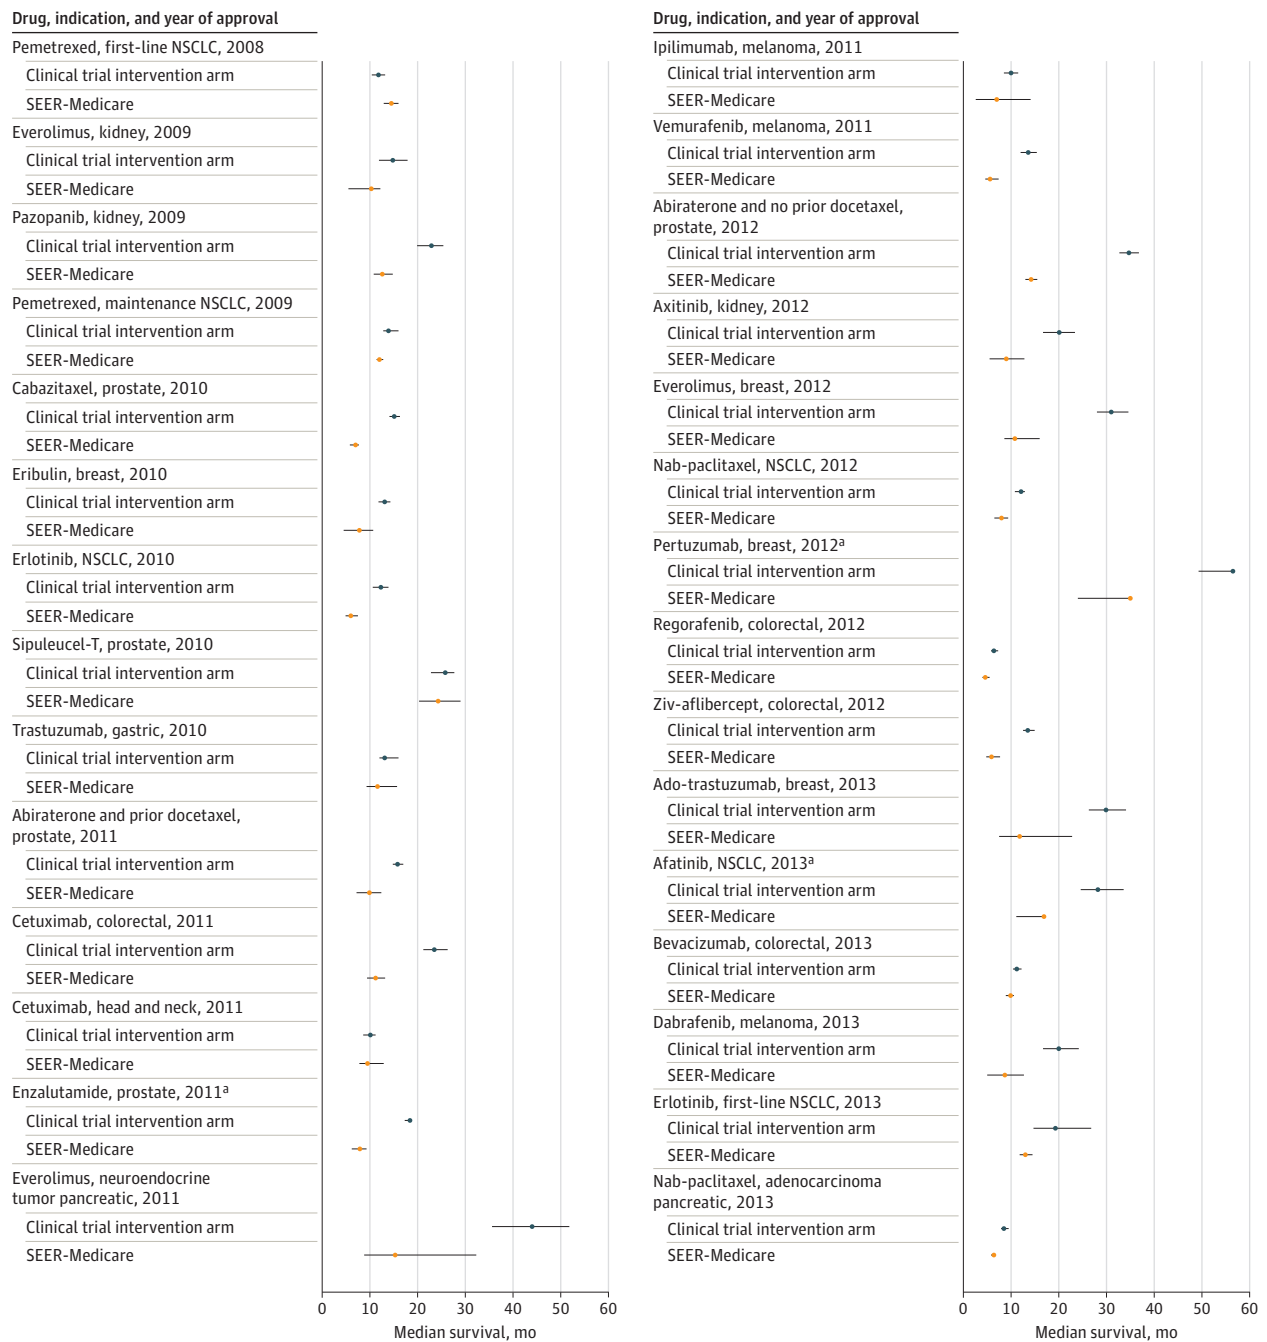 Drug, indication, and year of approval
Pemetrexed, first-line NSCLC, 2008
Clinical trial intervention arm
SEER-Medicare
Everolimus, kidney, 2009
Clinical trial intervention arm
SEER-Medicare
Pazopanib, kidney, 2009
Clinical trial intervention arm
SEER-Medicare
Pemetrexed, maintenance NSCLC, 2009
Clinical trial intervention arm
SEER-Medicare
Cabazitaxel, prostate, 2010
Clinical trial intervention arm
SEER-Medicare
Eribulin, breast, 2010
Clinical trial intervention arm
SEER-Medicare
Erlotinib, NSCLC, 2010
Clinical trial intervention arm
SEER-Medicare
Sipuleucel-T, prostate, 2010
Clinical trial intervention arm
SEER-Medicare
Trastuzumab, gastric, 2010
Clinical trial intervention arm
SEER-Medicare
Abiraterone and prior docetaxel,
prostate, 2011
Clinical trial intervention arm
SEER-Medicare
Cetuximab, colorectal, 2011
Clinical trial intervention arm
SEER-Medicare
Cetuximab, head and neck, 2011
Clinical trial intervention arm
SEER-Medicare
Enzalutamide, prostate, 2011a
Clinical trial intervention arm
SEER-Medicare
Everolimus, neuroendocrine
tumor pancreatic, 2011
Clinical trial intervention arm
SEER-Medicare
0 10 20 30 40 50 60
Median survival, mo
Drug, indication, and year of approval
Ipilimumab, melanoma, 2011
Clinical trial intervention arm
SEER-Medicare
Vemurafenib, melanoma, 2011
Clinical trial intervention arm
SEER-Medicare
Abiraterone and no prior docetaxel,
prostate, 2012
Clinical trial intervention arm
SEER-Medicare
Axitinib, kidney, 2012
Clinical trial intervention arm
SEER-Medicare
Everolimus, breast, 2012
Clinical trial intervention arm
SEER-Medicare
Nab-paclitaxel, NSCLC, 2012
Clinical trial intervention arm
SEER-Medicare
Pertuzumab, breast, 2012a
Clinical trial intervention arm
SEER-Medicare
Regorafenib, colorectal, 2012
Clinical trial intervention arm
SEER-Medicare
Ziv-aflibercept, colorectal, 2012
Clinical trial intervention arm
SEER-Medicare
Ado-trastuzumab, breast, 2013
Clinical trial intervention arm
SEER-Medicare
Afatinib, NSCLC, 2013a
Clinical trial intervention arm
SEER-Medicare
Bevacizumab, colorectal, 2013
Clinical trial intervention arm
SEER-Medicare
Dabrafenib, melanoma, 2013
Clinical trial intervention arm
SEER-Medicare
Erlotinib, first-line NSCLC, 2013
Clinical trial intervention arm
SEER-Medicare
Nab-paclitaxel, adenocarcinoma
pancreatic, 2013
Clinical trial intervention arm
SEER-Medicare
0 10 20 30 40 50 60
Median survival, mo